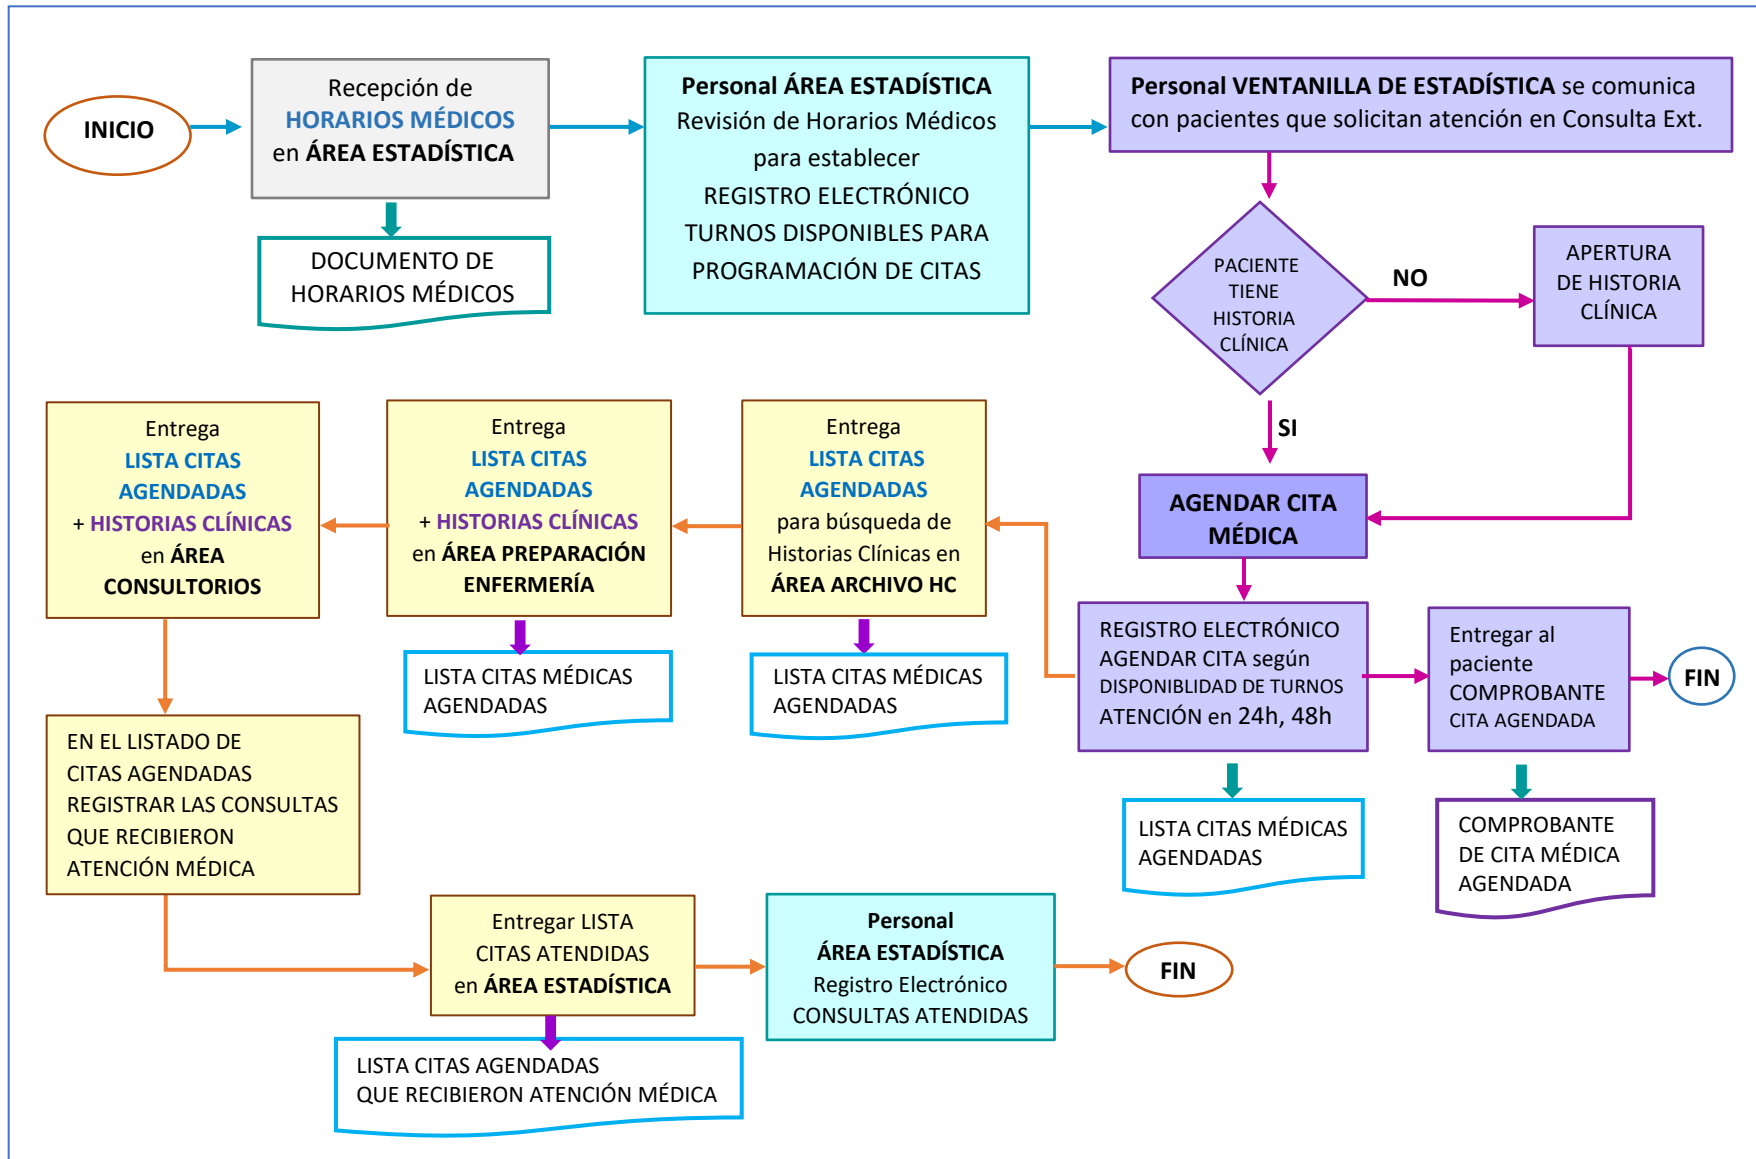 INICIO
Recepción de
HORARIOS MÉDICOS
en ÁREA ESTADÍSTICA
DOCUMENTO DE
HORARIOS MÉDICOS
Personal ÁREA ESTADÍSTICA
Revisión de Horarios Médicos
para establecer
REGISTRO ELECTRÓNICO
TURNOS DISPONIBLES PARA
PROGRAMACIÓN DE CITAS
Personal VENTANILLA DE ESTADÍSTICA se comunica
con pacientes que solicitan atención en Consulta Ext.
PACIENTE
TIENE
HISTORIA
CLÍNICA
NO
APERTURA
DE HISTORIA
CLÍNICA
SI
AGENDAR CITA
MÉDICA
REGISTRO ELECTRÓNICO
AGENDAR CITA según
DISPONIBLIDAD DE TURNOS
ATENCIÓN en 24h, 48h
Entregar al
paciente
COMPROBANTE
CITA AGENDADA
FIN
LISTA CITAS MÉDICAS
AGENDADAS
COMPROBANTE
DE CITA MÉDICA
AGENDADA
Entrega
LISTA CITAS
AGENDADAS
para búsqueda de
Historias Clínicas en
ÁREA ARCHIVO HC
LISTA CITAS MÉDICAS
AGENDADAS
Entrega
LISTA CITAS
AGENDADAS
+ HISTORIAS CLÍNICAS
en ÁREA PREPARACIÓN
ENFERMERÍA
LISTA CITAS MÉDICAS
AGENDADAS
Entrega
LISTA CITAS
AGENDADAS
+ HISTORIAS CLÍNICAS
en ÁREA
CONSULTORIOS
EN EL LISTADO DE
CITAS AGENDADAS
REGISTRAR LAS CONSULTAS
QUE RECIBIERON
ATENCIÓN MÉDICA
Entregar LISTA
CITAS ATENDIDAS
en ÁREA ESTADÍSTICA
LISTA CITAS AGENDADAS
QUE RECIBIERON ATENCIÓN MÉDICA
Personal
ÁREA ESTADÍSTICA
Registro Electrónico
CONSULTAS ATENDIDAS
FIN